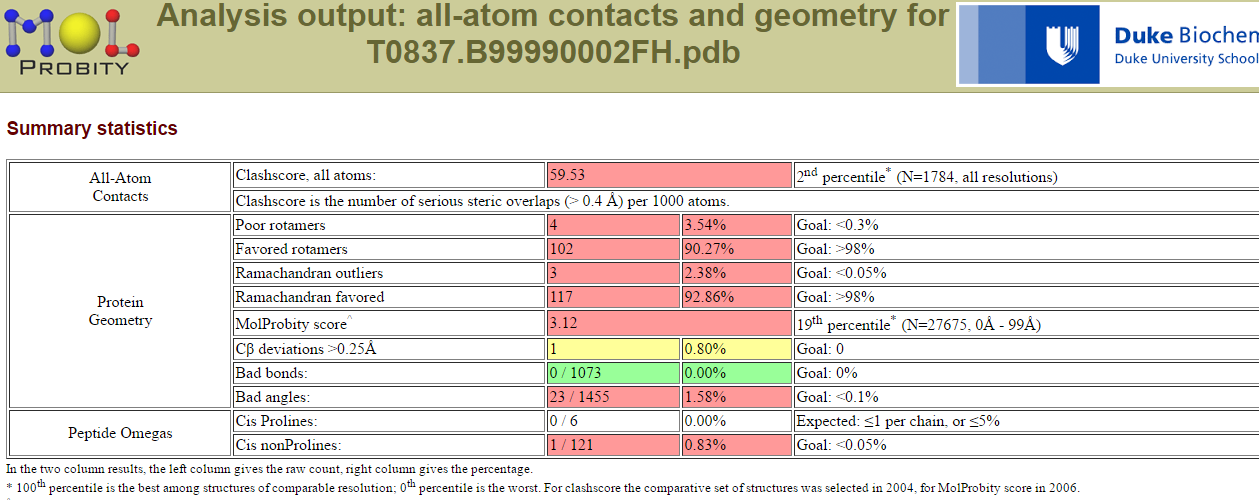 MOL
PROBITY
Analysis output: all-atom contacts and geometry for
T0837.B99990002FH.pdb
Duke Biochem
Duke University School
Summary statistics
All-Atom
Contacts
Clashscore, all atoms: 59.53 2nd percentile* (N=1784, all resolutions)
Clashscore is the number of serious steric overlaps (> 0.4 Å) per 1000 atoms.
Protein
Geometry
Poor rotamers 4 3.54% Goal: <0.3%
Favored rotamers 102 90.27% Goal: >98%
Ramachandran outliers 3 2.38% Goal: <0.05%
Ramachandran favored 117 92.86% Goal: >98%
MolProbity score^ 3.12 19th percentile* (N=27675, 0Å - 99Å)
Cβ deviations >0.25Å 1 0.80% Goal: 0
Bad bonds: 0 / 1073 0.00% Goal: 0%
Bad angles: 23 / 1455 1.58% Goal: <0.1%
Peptide Omegas
Cis Prolines: 0 / 6 0.00% Expected: ≤1 per chain, or ≤5%
Cis nonProlines: 1 / 121 0.83% Goal: <0.05%
In the two column results, the left column gives the raw count, right column gives the percentage.
* 100th percentile is the best among structures of comparable resolution; 0th percentile is the worst. For clashscore the comparative set of structures was selected in 2004, for MolProbity score in 2006.